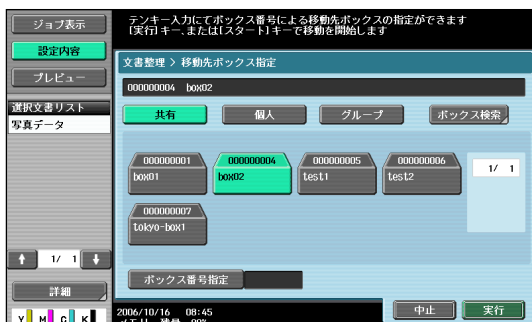 ジョブ表示
設定内容
プレビュー
選択文書リスト
写真データ
1/ 1
詳細
Y M C K
テンキー入力にてボックス番号による移動先ボックスの指定ができます
[実行]キー､または[スタート]キーで移動を開始します
文書整理 > 移動先ボックス指定
000000004 box02
共有 個人 グループ ボックス検索
000000001 000000004 000000005 000000006
box01 box02 test1 test2
1/ 1
000000007
tokyo-box1
ボックス番号指定
2006/10/16 08:45
中止 実行